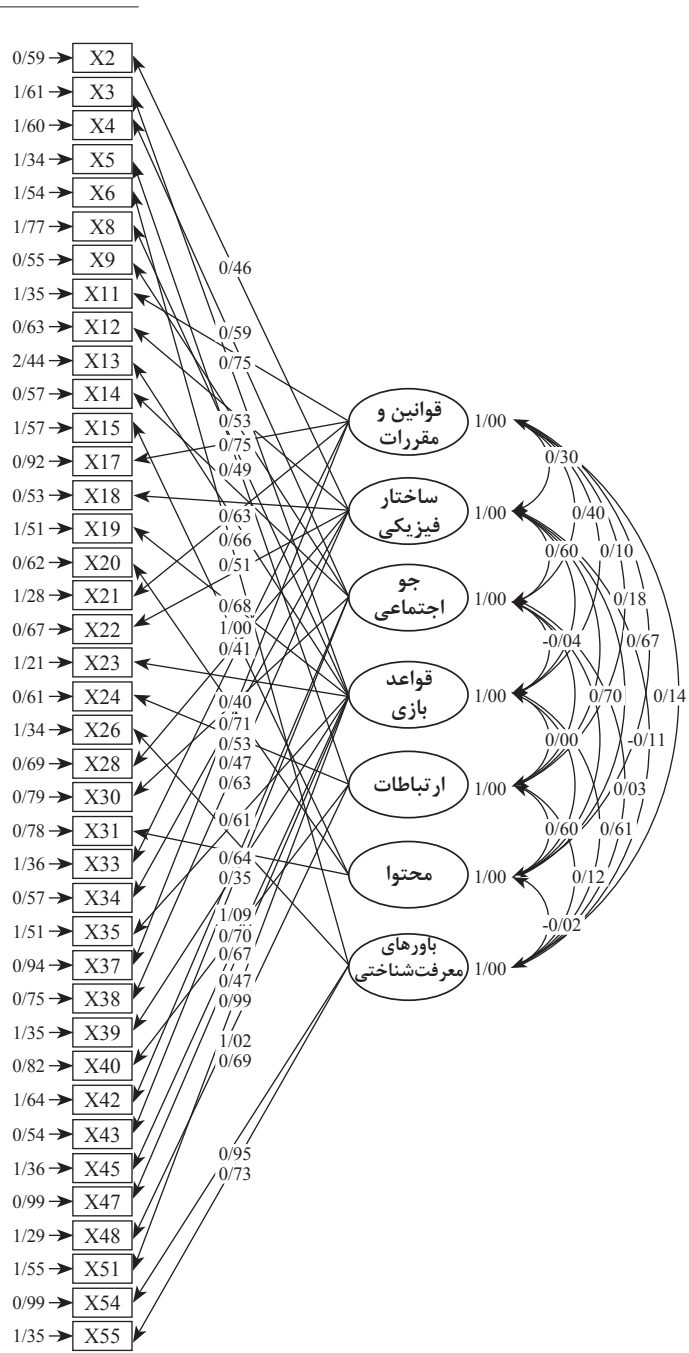 0/59 X2
1/61 X3
1/60 X4
1/34 X5
1/54 X6
1/77 X8
0/55 X9
1/35 X11
0/63 X12
2/44 X13
0/57 X14
1/57 X15
0/92 X17
0/53 X18
1/51 X19
0/62 X20
1/28 X21
0/67 X22
1/21 X23
0/61 X24
1/34 X26
0/69 X28
0/79 X30
0/78 X31
1/36 X33
0/57 X34
1/51 X35
0/94 X37
0/75 X38
1/35 X39
0/82 X40
1/64 X42
0/54 X43
1/36 X45
0/99 X47
1/29 X48
1/55 X51
0/99 X54
1/35 X55
0/46
0/59
0/75
0/53
0/75
0/49
0/63
0/66
0/51
0/68
1/00
0/41
0/40
0/71
0/53
0/47
0/63
0/61
0/64
0/35
1/09
0/70
0/67
0/47
0/99
1/02
0/69
0/95
0/73
قوانین و
مقررات
1/00
ساختار
فیزیکی
1/00
جو
اجتماعی
1/00
قواعد
بازی
1/00
ارتباطات
1/00
محتوا
1/00
باورهای
معرفت‌شناختی
1/00
0/30
0/40
0/60 0/10
0/18
-0/04 0/67
0/70 0/14
0/00 -0/11
0/03
0/60 0/61
0/12
-0/02